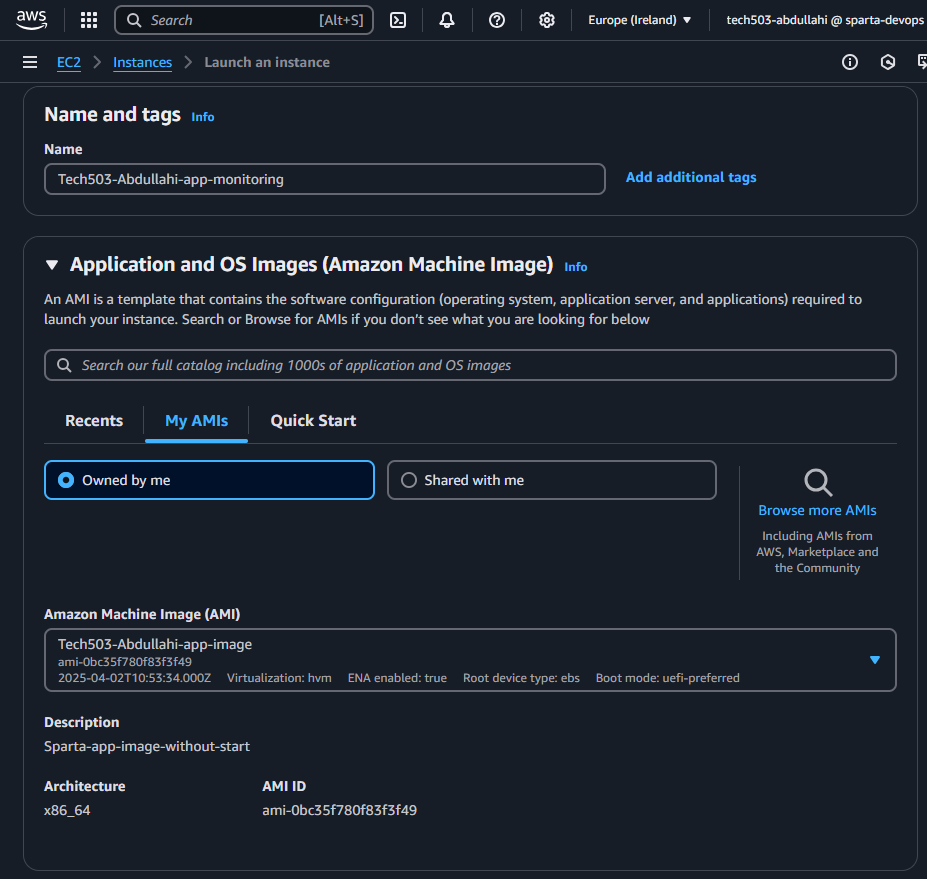 aws
Search [Alt+S]
Europe (Ireland)
tech503-abdullahi @ sparta-devops
EC2 > Instances > Launch an instance
Name and tags Info
Name
Tech503-Abdullahi-app-monitoring
Add additional tags
Application and OS Images (Amazon Machine Image) Info
An AMI is a template that contains the software configuration (operating system, application server, and applications) required to
launch your instance. Search or Browse for AMIs if you don’t see what you are looking for below
Search our full catalog including 1000s of application and OS images
Recents My AMIs Quick Start
Owned by me
Shared with me
Browse more AMIs
Including AMIs from
AWS, Marketplace and
the Community
Amazon Machine Image (AMI)
Tech503-Abdullahi-app-image
ami-0bc35f780f83f3f49
2025-04-02T10:53:34.000Z Virtualization: hvm ENA enabled: true Root device type: ebs Boot mode: uefi-preferred
Description
Sparta-app-image-without-start
Architecture AMI ID
x86_64 ami-0bc35f780f83f3f49